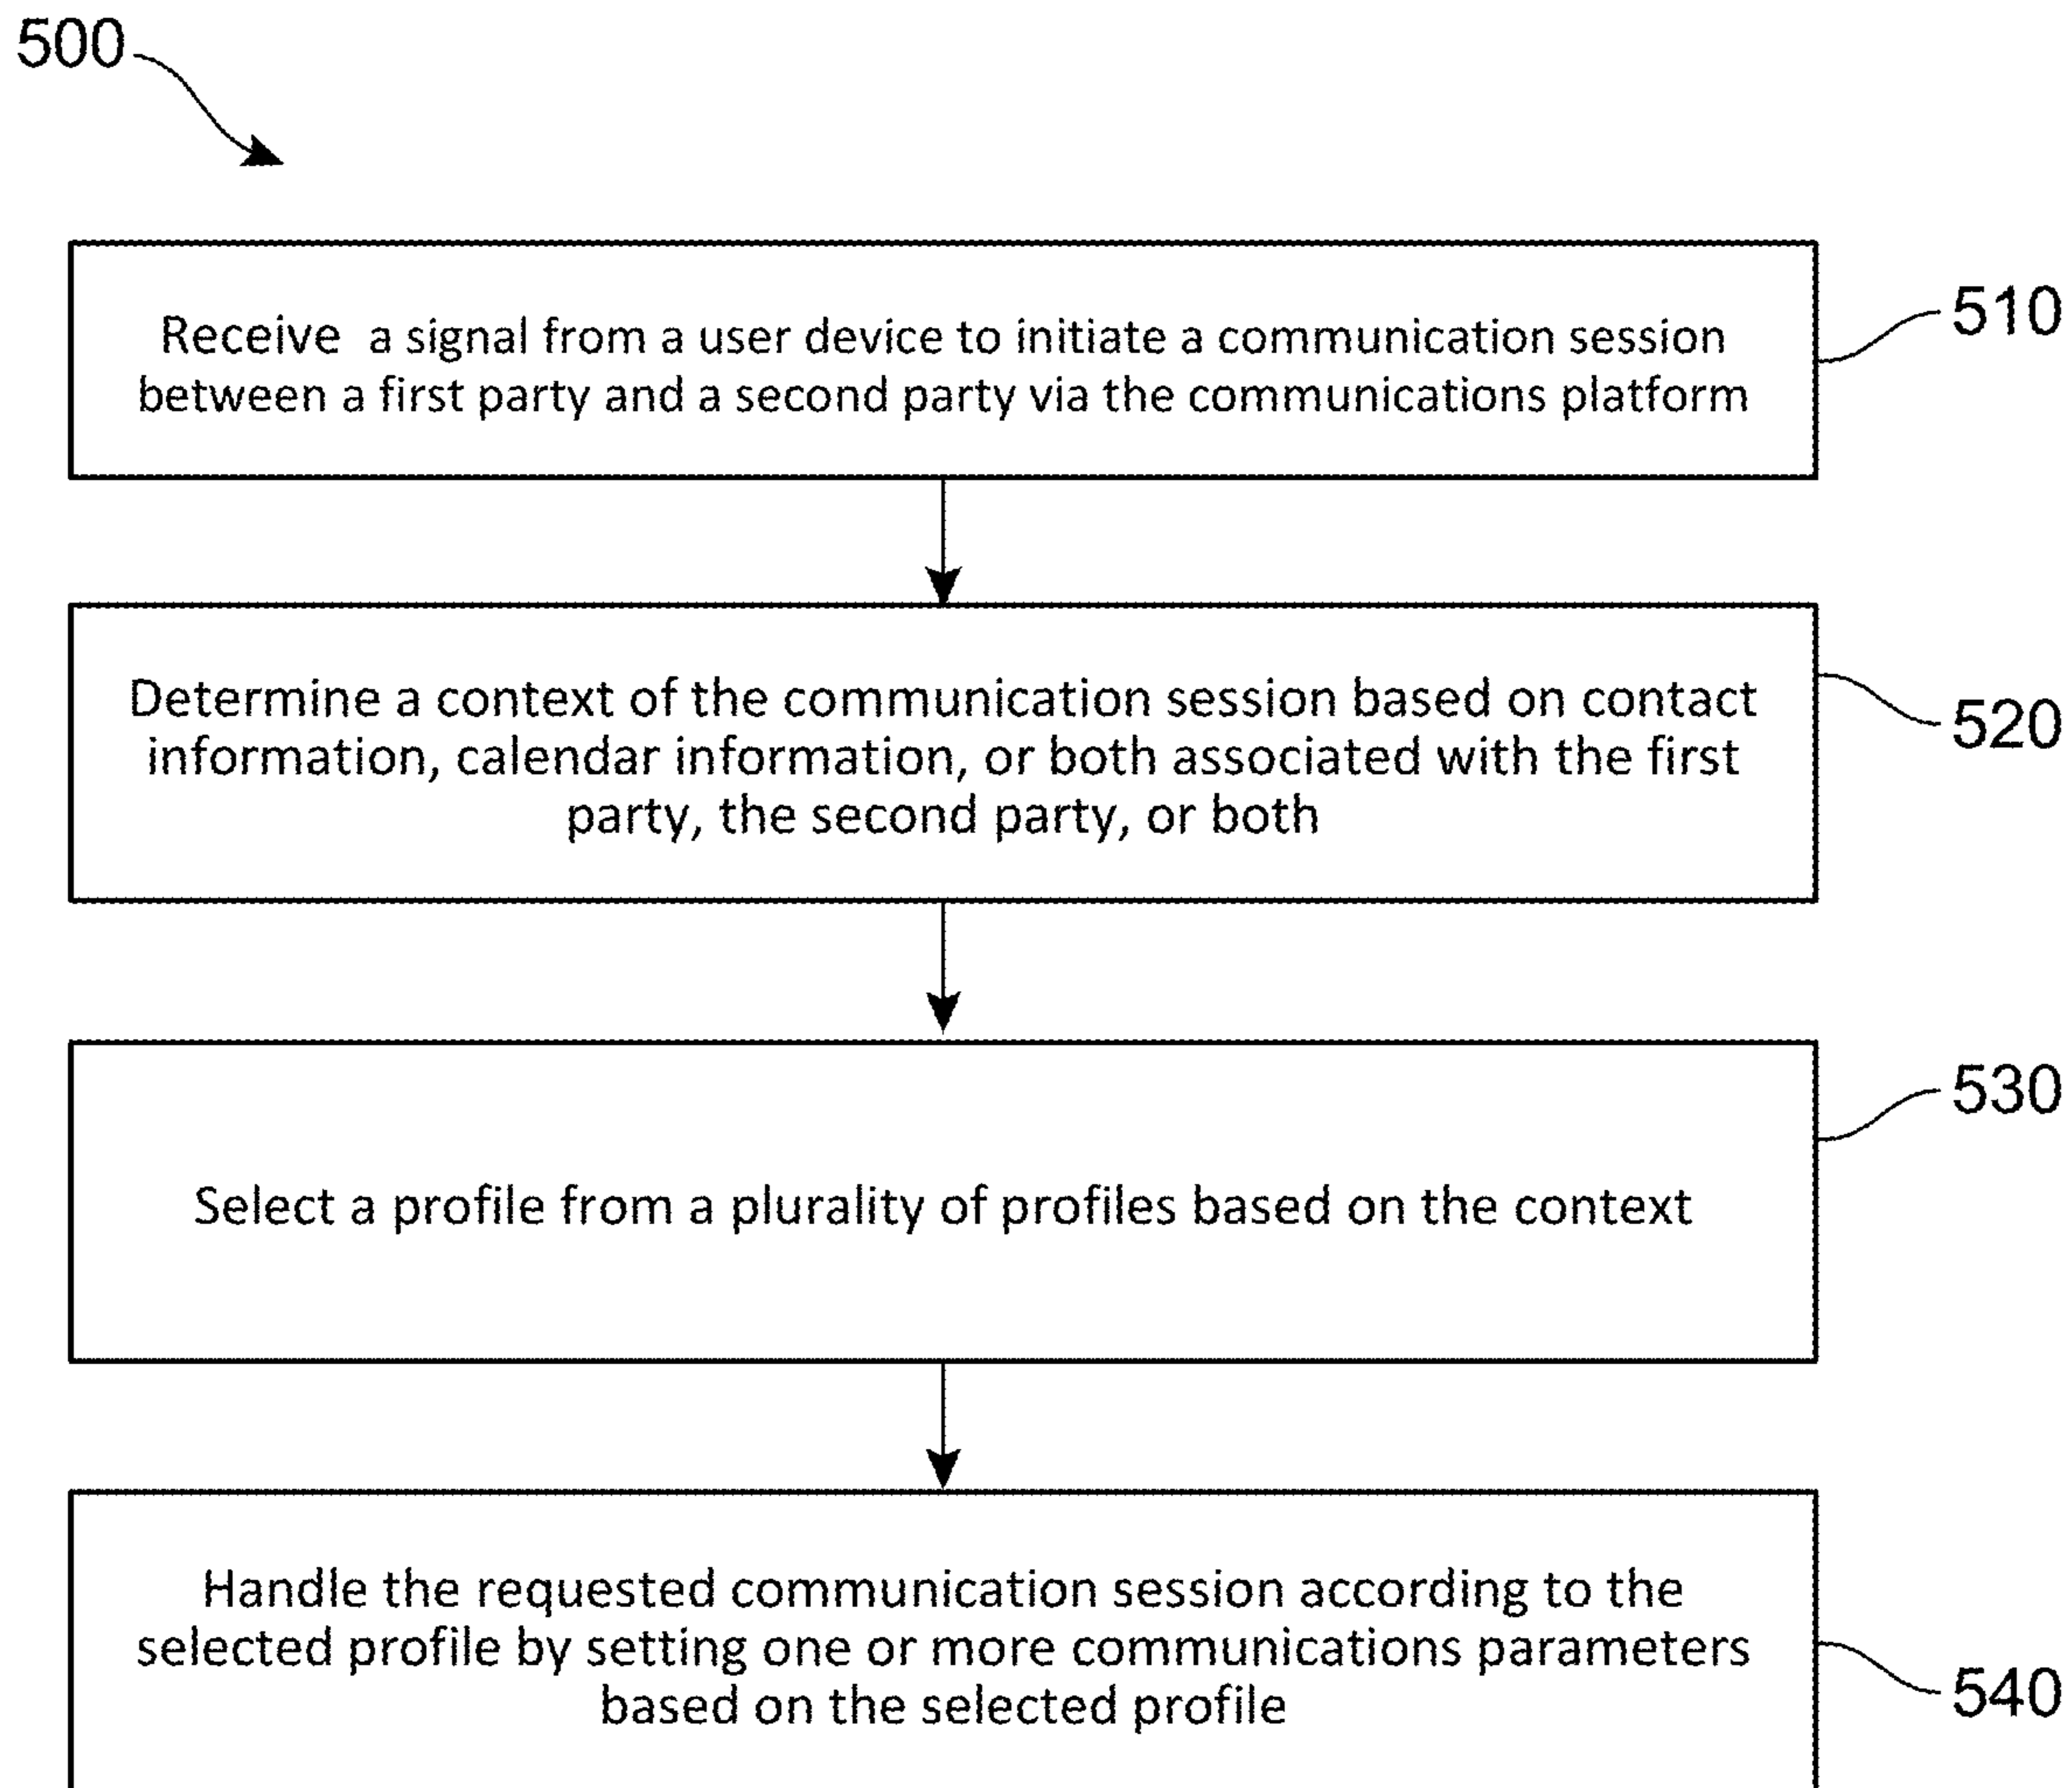 500
Receive a signal from a user device to initiate a communication session
between a first party and a second party via the communications platform
510
Determine a context of the communication session based on contact
information, calendar information, or both associated with the first
party, the second party, or both
520
Select a profile from a plurality of profiles based on the context
530
Handle the requested communication session according to the
selected profile by setting one or more communications parameters
based on the selected profile
540